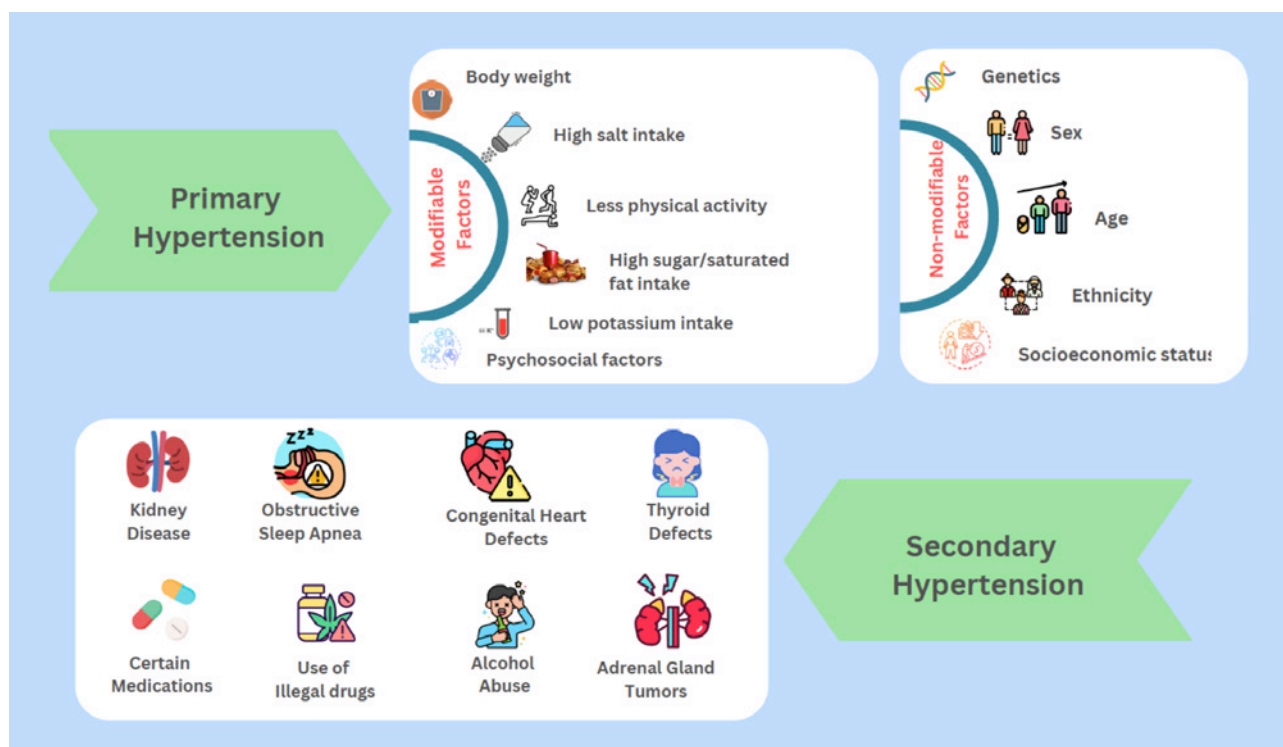 Primary
Hypertension
Modifiable
Factors
Body weight
High salt intake
Less physical activity
High sugar/saturated
fat intake
Low potassium intake
Psychosocial factors
Non-modifiable
Factors
Genetics
Sex
Age
Ethnicity
Socioeconomic status
Kidney
Disease
zzz
Obstructive
Sleep Apnea
Congenital Heart
Defects
Thyroid
Defects
Certain
Medications
Use of
Illegal drugs
Alcohol
Abuse
Adrenal Gland
Tumors
Secondary
Hypertension